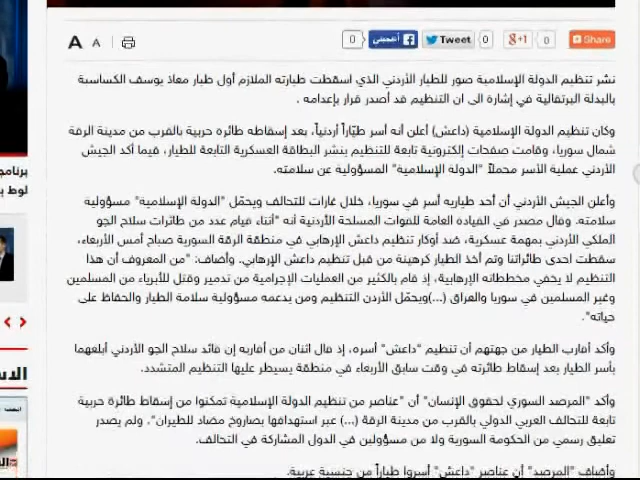 A A 0 أعجبني Tweet 0 g+1 0 Share
نشر تنظيم الدولة الإسلامية صور للطيار الأردني الذي اسقطت طيارته الملازم أول طيار معاذ يوسف الكساسبة
بالبدلة البرتقالية في إشارة الى ان التنظيم قد أصدر قرار بإعدامه .
وكان تنظيم الدولة الإسلامية (داعش) أعلن أنه أسر طيّاراً أردنياً، بعد إسقاطه طائرة حربية بالقرب من مدينة الرقة
شمال سوريا، وقامت صفحات إلكترونية تابعة للتنظيم بنشر البطاقة العسكرية التابعة للطيار، فيما أكد الجيش
الأردني عملية الأسر محملاً "الدولة الإسلامية" المسؤولية عن سلامته.
وأعلن الجيش الأردني أن أحد طياريه أسر في سوريا، خلال غارات للتحالف ويحمّل "الدولة الإسلامية" مسؤولية
سلامته. وقال مصدر في القيادة العامة للقوات المسلحة الأردنية أنه "أثناء قيام عدد من طائرات سلاح الجو
الملكي الأردني بمهمة عسكرية، ضد أوكار تنظيم داعش الإرهابي في منطقة الرقة السورية صباح أمس الأربعاء،
سقطت احدى طائراتنا وتم أخذ الطيار كرهينة من قبل تنظيم داعش الإرهابي. وأضاف: "من المعروف أن هذا
التنظيم لا يخفي مخططاته الإرهابية، إذ قام بالكثير من العمليات الإجرامية من تدمير وقتل للأبرياء من المسلمين
وغير المسلمين في سوريا والعراق (...)ويحمّل الأردن التنظيم ومن يدعمه مسؤولية سلامة الطيار والحفاظ على
حياته".
وأكد أقارب الطيار من جهتهم أن تنظيم "داعش" أسره، إذ قال اثنان من أقاربه إن قائد سلاح الجو الأردني أبلغهما
بأسر الطيار بعد إسقاط طائرته في وقت سابق الأربعاء في منطقة يسيطر عليها التنظيم المتشدد.
وأكد "المرصد السوري لحقوق الإنسان" أن "عناصر من تنظيم الدولة الإسلامية تمكنوا من إسقاط طائرة حربية
تابعة للتحالف العربي الدولي بالقرب من مدينة الرقة (...) عبر استهدافها بصاروخ مضاد للطيران". ولم يصدر
تعليق رسمي من الحكومة السورية ولا من مسؤولين في الدول المشاركة في التحالف.
وأضاف "المرصد" أن عناصر "داعش" أسروا طياراً من جنسية عربية.